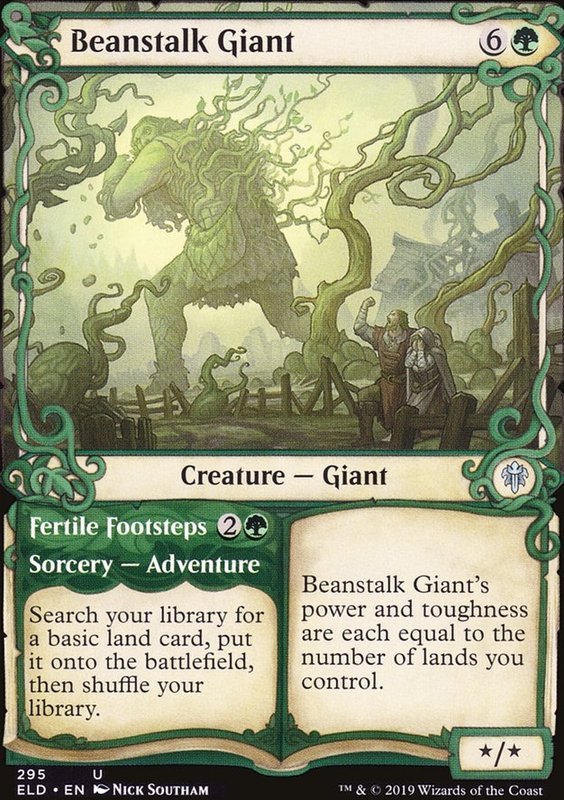 Beanstalk Giant 6
Creature — Giant
Fertile Footsteps 2
Sorcery — Adventure
Search your library for
a basic land card, put
it onto the battlefield,
then shuffle your
library.
Beanstalk Giant's
power and toughness
are each equal to the
number of lands you
control.
★/★
295 U
ELD • EN NICK SOUTHAM
™ & © 2019 Wizards of the Coast